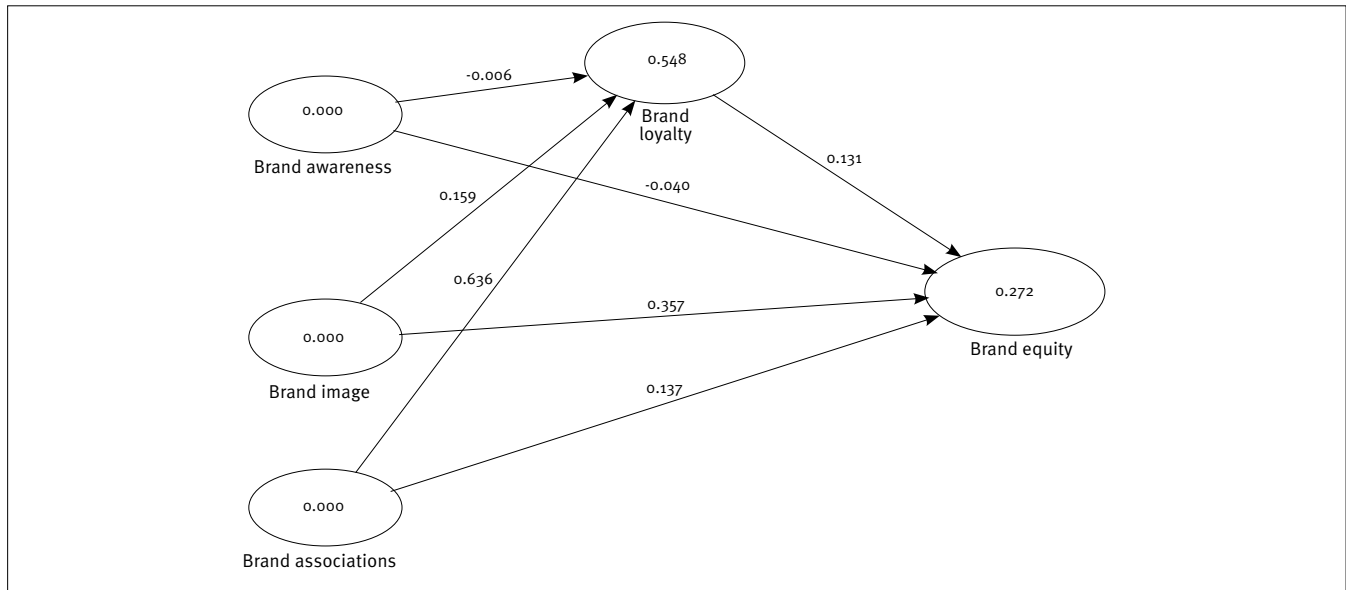 0.548
Brand
loyalty
-0.006
0.000
Brand awareness
0.131
-0.040
0.159
0.636
0.272
Brand equity
0.357
0.000
Brand image
0.137
0.000
Brand associations